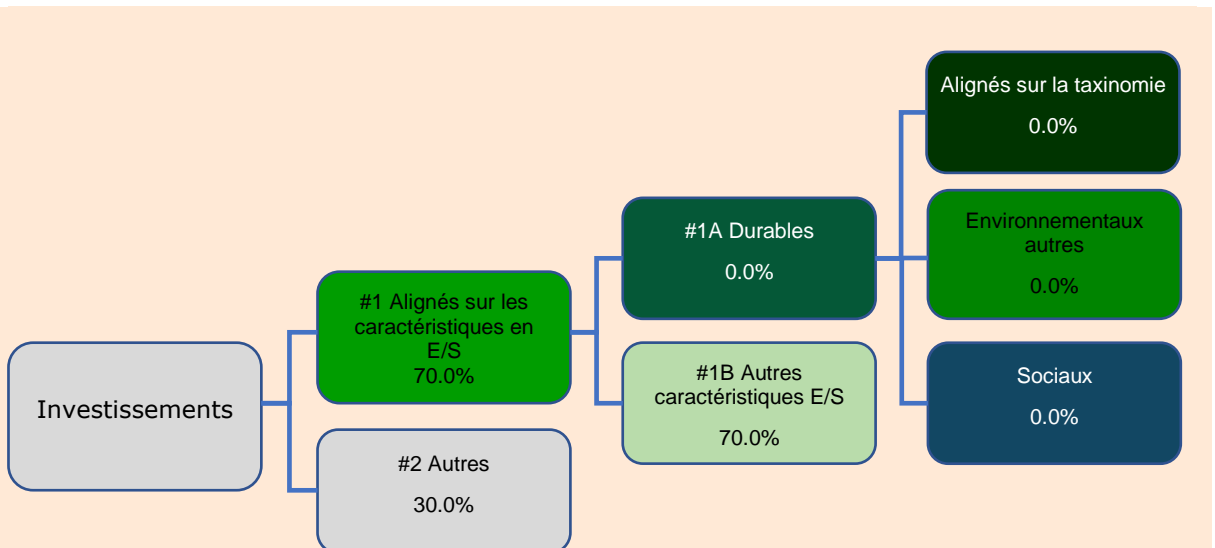 Investissements
#1 Alignés sur les
caractéristiques en
E/S
70.0%
#2 Autres
30.0%
#1A Durables
0.0%
#1B Autres
caractéristiques E/S
70.0%
Alignés sur la taxinomie
0.0%
Environnementaux
autres
0.0%
Sociaux
0.0%